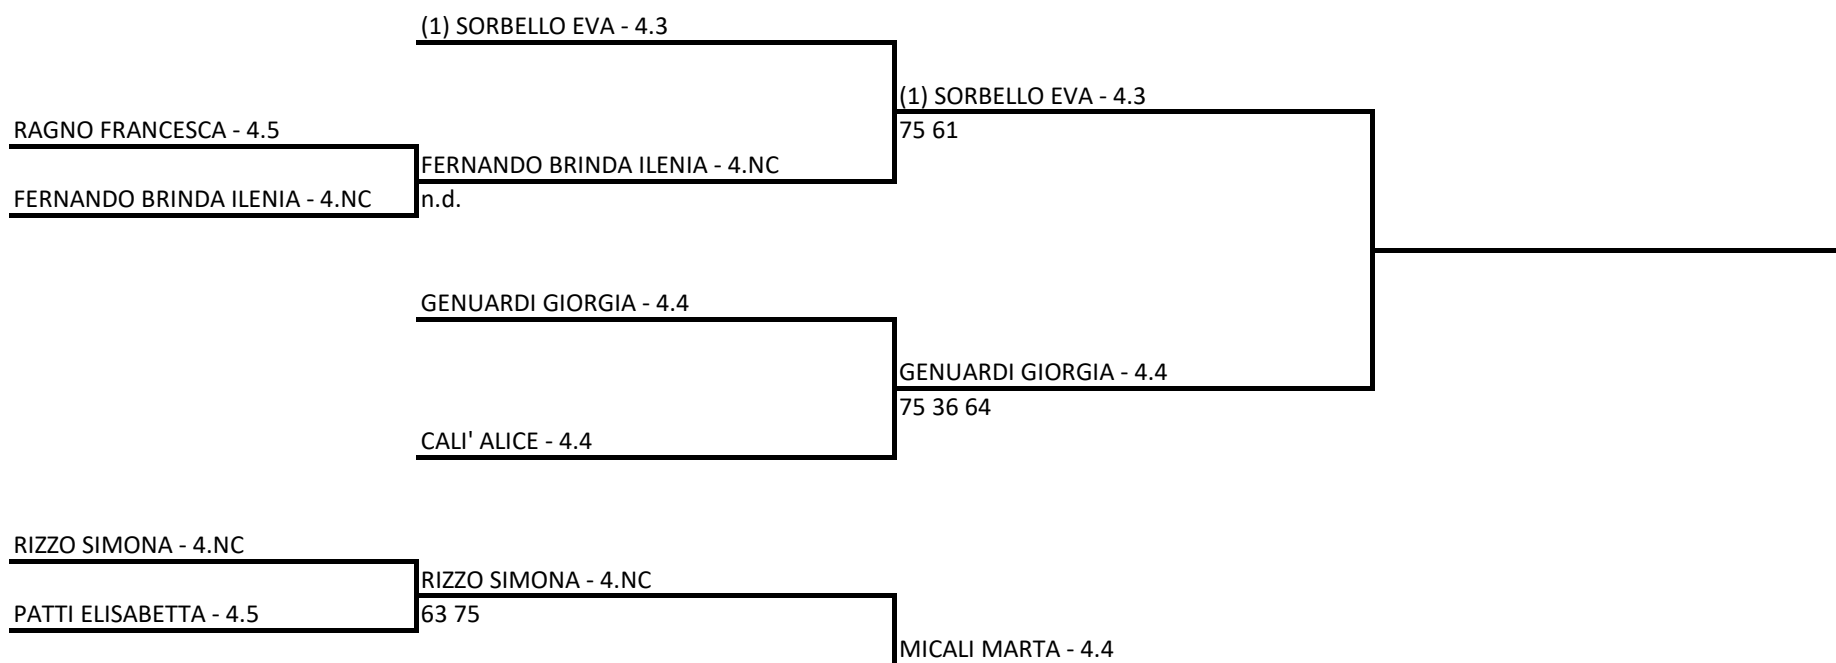 (1) SORBELLO EVA - 4.3
(1) SORBELLO EVA - 4.3
RAGNO FRANCESCA - 4.5
75 61
FERNANDO BRINDA ILENIA - 4.NC
FERNANDO BRINDA ILENIA - 4.NC
n.d.
GENUARDI GIORGIA - 4.4
GENUARDI GIORGIA - 4.4
75 36 64
CALI' ALICE - 4.4
RIZZO SIMONA - 4.NC
RIZZO SIMONA - 4.NC
PATTI ELISABETTA - 4.5
63 75
MICALI MARTA - 4.4